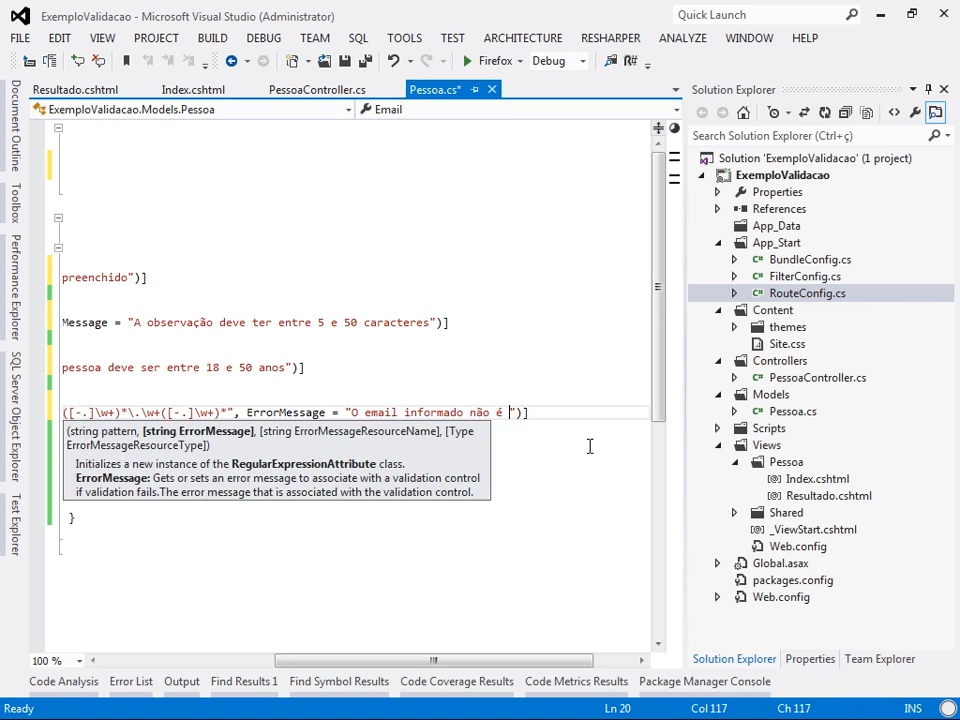 ExemploValidacao - Microsoft Visual Studio (Administrator)
Quick Launch
FILE EDIT VIEW PROJECT BUILD DEBUG TEAM SQL TOOLS TEST ARCHITECTURE RESHARPER ANALYZE WINDOW HELP
Firefox Debug
Resultado.cshtml Index.cshtml PessoaController.cs Pessoa.cs*
ExemploValidacao.Models.Pessoa Email
preenchido")]
Message = "A observação deve ter entre 5 e 50 caracteres")]
pessoa deve ser entre 18 e 50 anos")]
([-.]\w+)*\.\w+([-.]\w+)*", ErrorMessage = "O email informado não é ")]
(string pattern, [string ErrorMessage], [string ErrorMessageResourceName], [Type
ErrorMessageResourceType])
Initializes a new instance of the RegularExpressionAttribute class.
ErrorMessage: Gets or sets an error message to associate with a validation control
if validation fails.The error message that is associated with the validation control.
}
100 %
Document Outline
Toolbox
Performance Explorer
SQL Server Object Explorer
Test Explorer
Solution Explorer
Search Solution Explorer (Ctrl+ç)
Solution 'ExemploValidacao' (1 project)
ExemploValidacao
Properties
References
App_Data
App_Start
BundleConfig.cs
FilterConfig.cs
RouteConfig.cs
Content
themes
Site.css
Controllers
PessoaController.cs
Models
Pessoa.cs
Scripts
Views
Pessoa
Index.cshtml
Resultado.cshtml
Shared
_ViewStart.cshtml
Web.config
Global.asax
packages.config
Web.config
Solution Explorer Properties Team Explorer
Code Analysis Error List Output Find Results 1 Find Symbol Results Code Coverage Results Code Metrics Results Package Manager Console
Ready Ln 20 Col 117 Ch 117 INS